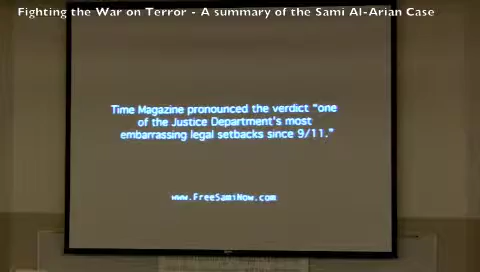 Fighting the War on Terror - A summary of the Sami Al-Arian Case
Time Magazine pronounced the verdict "one
of the Justice Department's most
embarrassing legal setbacks since 9/11."
www.FreeSamiNow.com